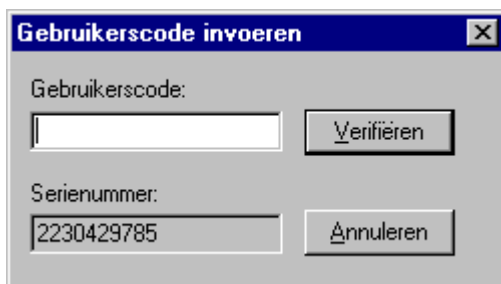 Gebruikerscode invoeren
Gebruikerscode:
Verifiëren
Serienummer:
2230429785
Annuleren